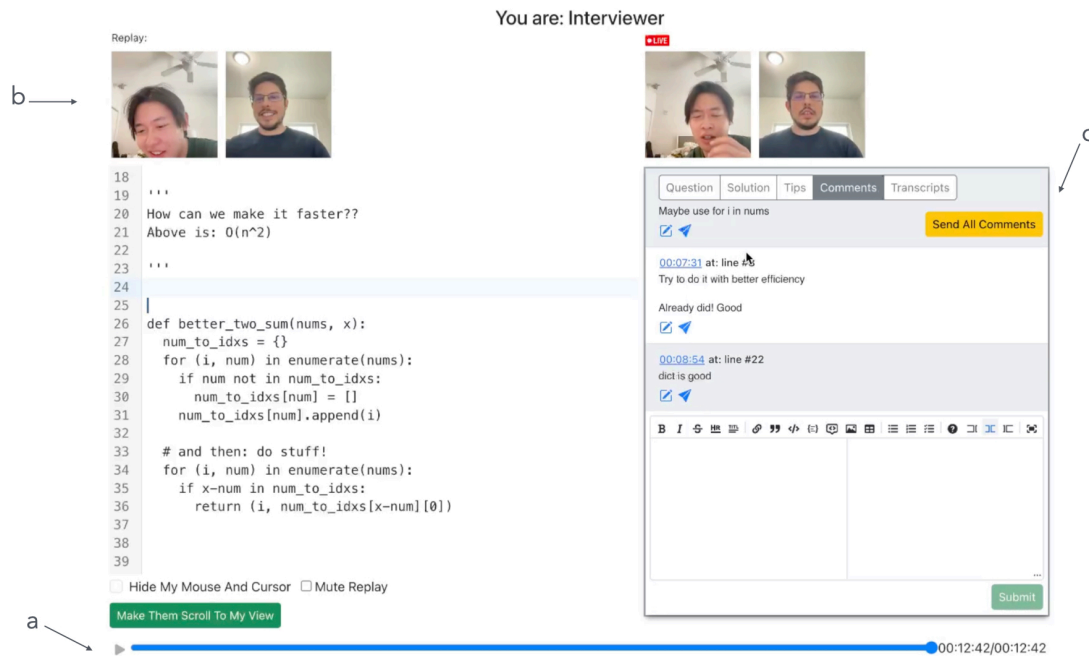 You are: Interviewer
Replay:
LIVE
b
18
19 '''
20 How can we make it faster??
21 Above is: O(n^2)
22
23 '''
24
25
26 def better_two_sum(nums, x):
27 num_to_idxs = {}
28 for (i, num) in enumerate(nums):
29 if num not in num_to_idxs:
30 num_to_idxs[num] = []
31 num_to_idxs[num].append(i)
32
33 # and then: do stuff!
34 for (i, num) in enumerate(nums):
35 if x-num in num_to_idxs:
36 return (i, num_to_idxs[x-num][0])
37
38
39
Hide My Mouse And Cursor Mute Replay
Make Them Scroll To My View
a
00:12:42/00:12:42
Question Solution Tips Comments Transcripts
Maybe use for i in nums
Send All Comments
00:07:31 at: line
Try to do it with better efficiency
Already did! Good
00:08:54 at: line #22
dict is good
B I S
Submit